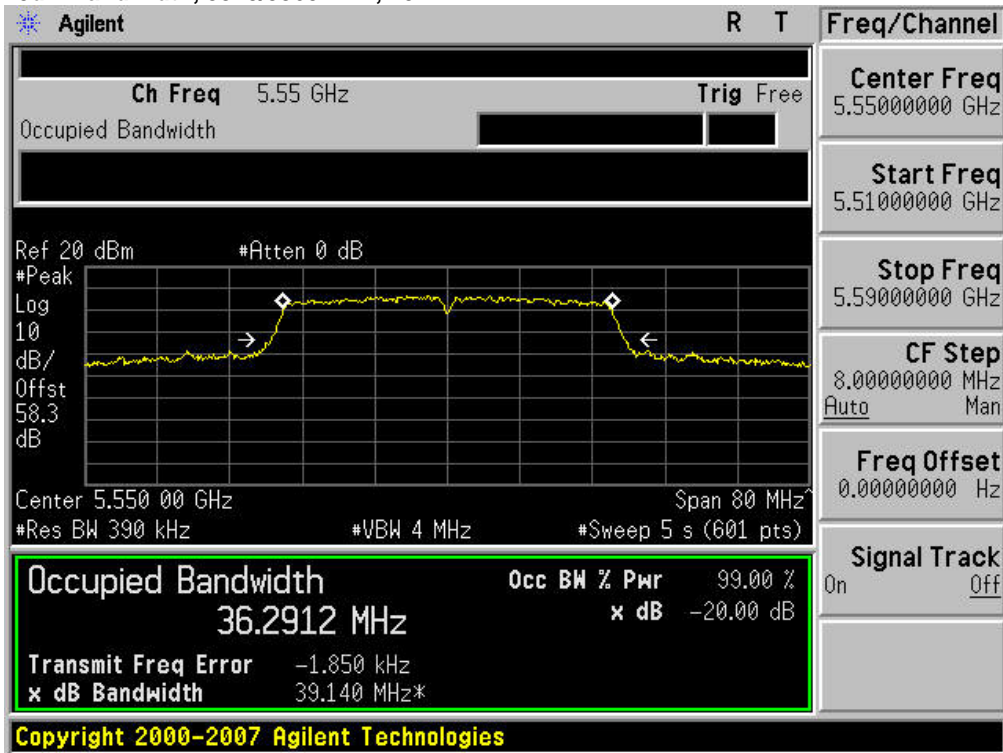 Agilent R T Freq/Channel
Ch Freq 5.55 GHz Trig Free
Occupied Bandwidth
Center Freq
5.55000000 GHz
Start Freq
5.51000000 GHz
Stop Freq
5.59000000 GHz
CF Step
8.00000000 MHz
Auto Man
Freq Offset
0.00000000 Hz
Signal Track
On Off
Ref 20 dBm #Atten 0 dB
#Peak
Log
10
dB/
Offst
58.3
dB
Center 5.550 00 GHz Span 80 MHz^
#Res BW 390 kHz #VBW 4 MHz #Sweep 5 s (601 pts)
Occupied Bandwidth Occ BW % Pwr 99.00 %
36.2912 MHz x dB -20.00 dB
Transmit Freq Error -1.850 kHz
x dB Bandwidth 39.140 MHz*
Copyright 2000-2007 Agilent Technologies